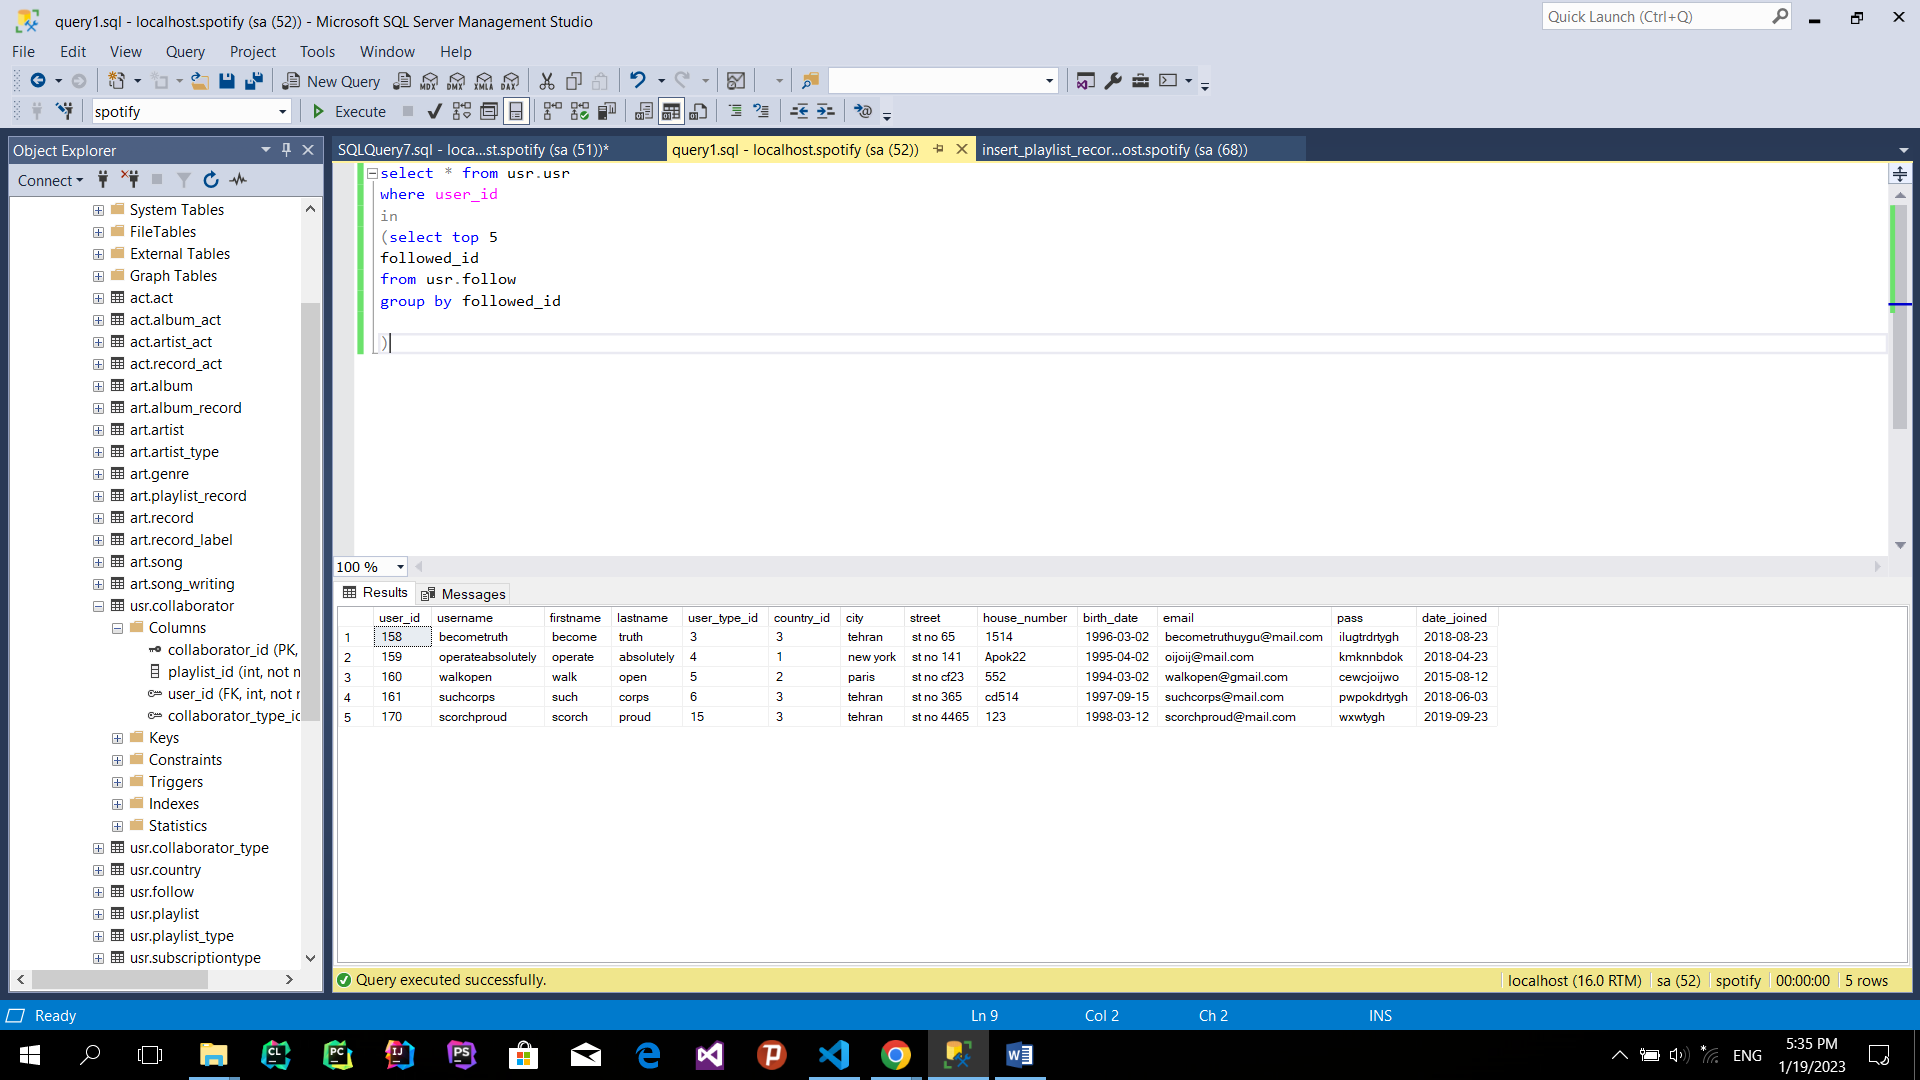 query1.sql - localhost.spotify (sa (52)) - Microsoft SQL Server Management Studio
Quick Launch (Ctrl+Q)
File Edit View Query Project Tools Window Help
New Query MDX DMX XMLA DAX
spotify Execute
Object Explorer
SQLQuery7.sql - loca...st.spotify (sa (51))* query1.sql - localhost.spotify (sa (52)) insert_playlist_recor...ost.spotify (sa (68))
Connect
System Tables
FileTables
External Tables
Graph Tables
act.act
act.album_act
act.artist_act
act.record_act
art.album
art.album_record
art.artist
art.artist_type
art.genre
art.playlist_record
art.record
art.record_label
art.song
art.song_writing
usr.collaborator
Columns
collaborator_id (PK,
playlist_id (int, not n
user_id (FK, int, not r
collaborator_type_ic
Keys
Constraints
Triggers
Indexes
Statistics
usr.collaborator_type
usr.country
usr.follow
usr.playlist
usr.playlist_type
usr.subscriptiontype
select * from usr.usr
where user_id
in
(select top 5
followed_id
from usr.follow
group by followed_id
)
100 %
Results Messages
user_id username firstname lastname user_type_id country_id city street house_number birth_date email pass date_joined
1 158 becometruth become truth 3 3 tehran st no 65 1514 1996-03-02 becometruthuygu@mail.com ilugtrdrtygh 2018-08-23
2 159 operateabsolutely operate absolutely 4 1 new york st no 141 Apok22 1995-04-02 oijoij@mail.com kmknnbdok 2018-04-23
3 160 walkopen walk open 5 2 paris st no cf23 552 1994-03-02 walkopen@gmail.com cewcjoijwo 2015-08-12
4 161 suchcorps such corps 6 3 tehran st no 365 cd514 1997-09-15 suchcorps@mail.com pwpokdrtygh 2018-06-03
5 170 scorchproud scorch proud 15 3 tehran st no 4465 123 1998-03-12 scorchproud@mail.com wxwtygh 2019-09-23
Query executed successfully. localhost (16.0 RTM) sa (52) spotify 00:00:00 5 rows
Ready Ln 9 Col 2 Ch 2 INS
CL PC IJ PS ENG 5:35 PM
1/19/2023